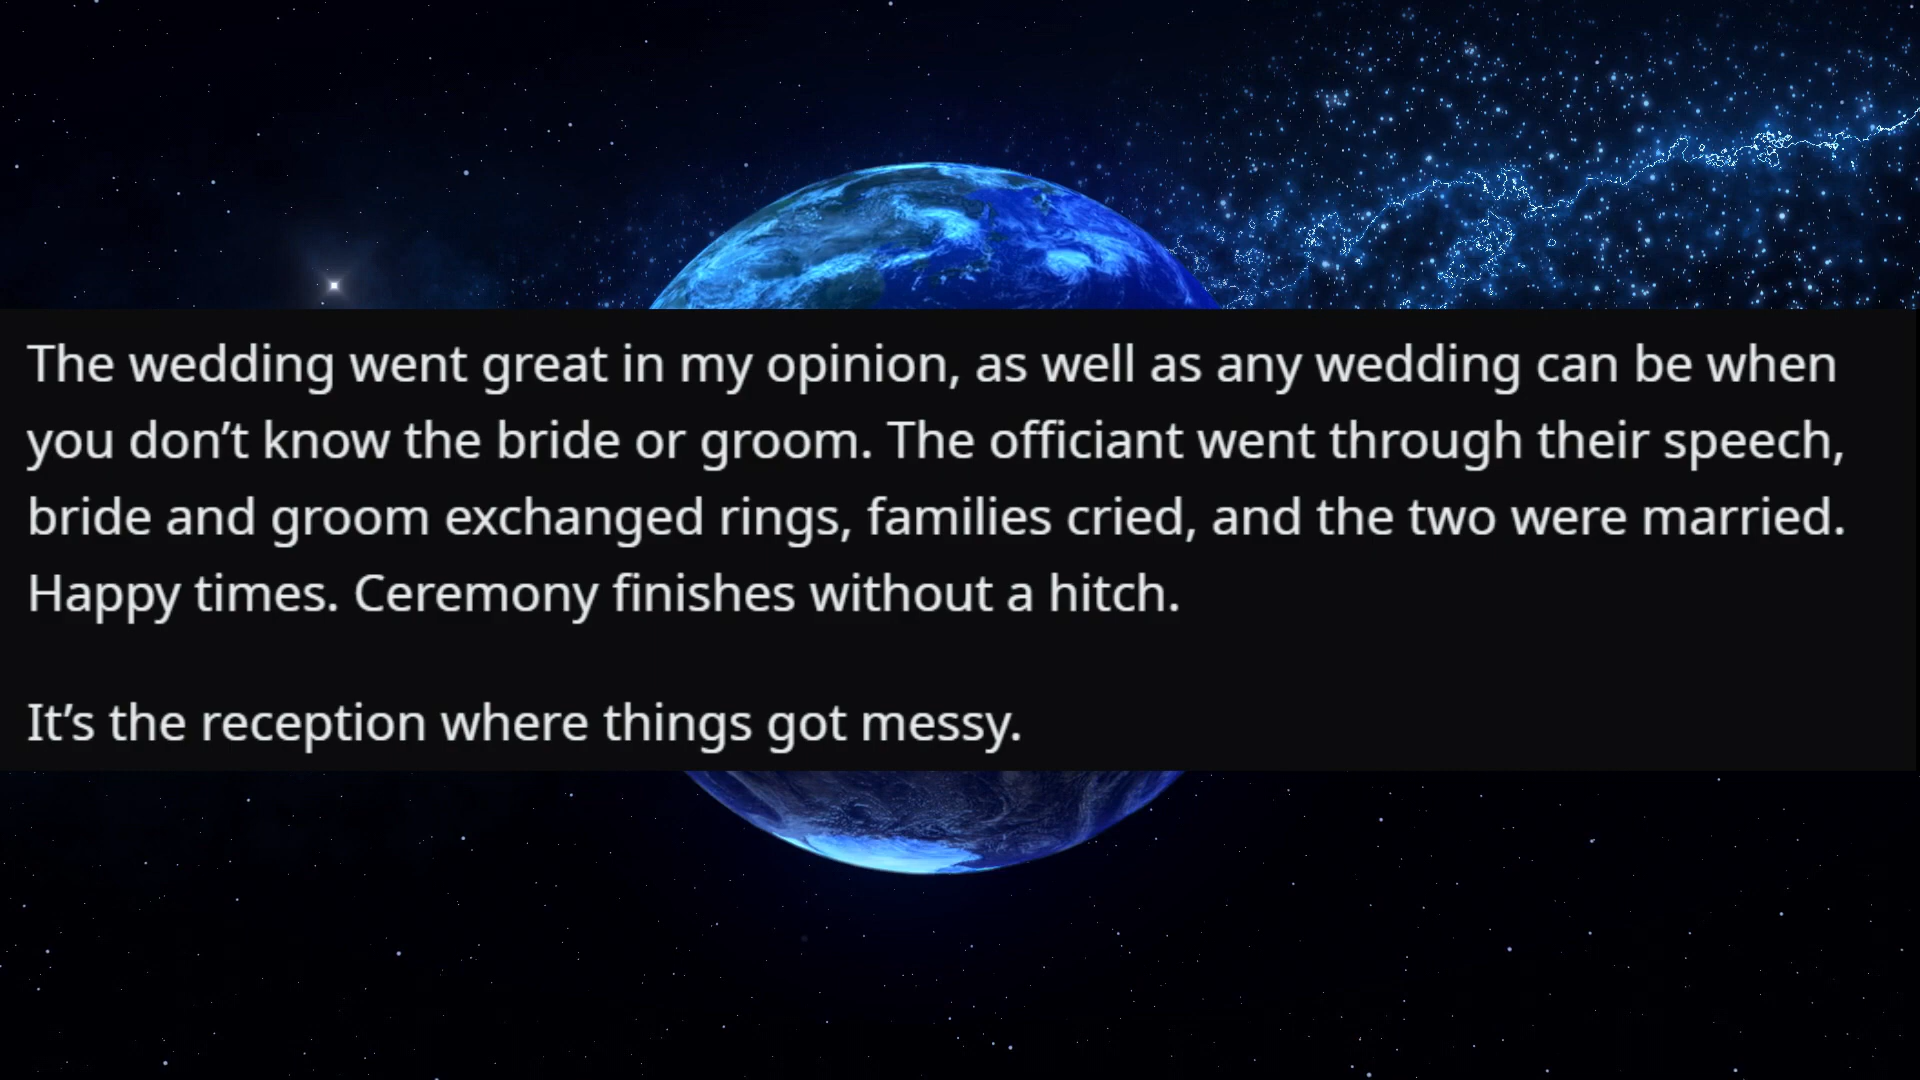 The wedding went great in my opinion, as well as any wedding can be when
you don’t know the bride or groom. The officiant went through their speech,
bride and groom exchanged rings, families cried, and the two were married.
Happy times. Ceremony finishes without a hitch.
It’s the reception where things got messy.